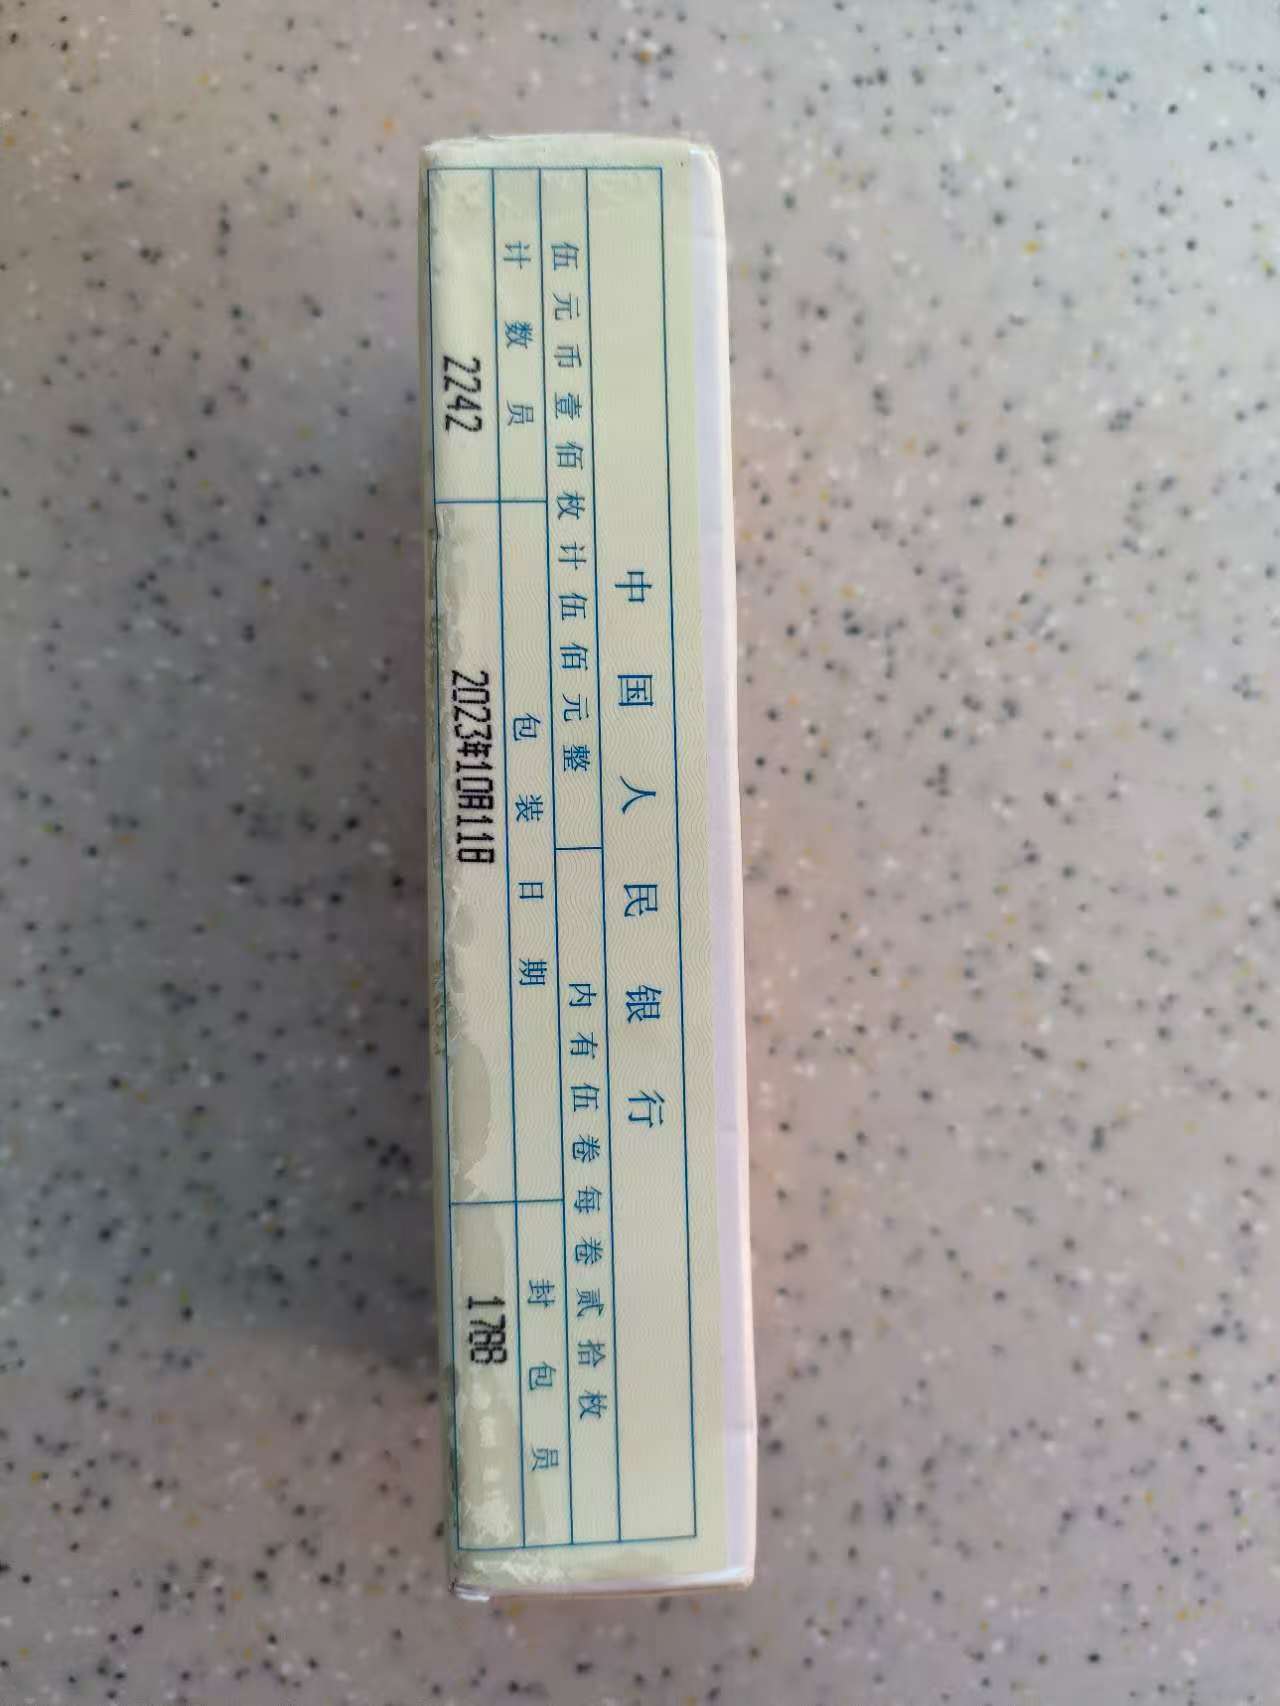 中国人民银行
伍元币壹佰枚计伍佰元整 内有伍卷每卷贰拾枚
计数员 包装日期 封包员
2242 2023年10月11日 1788